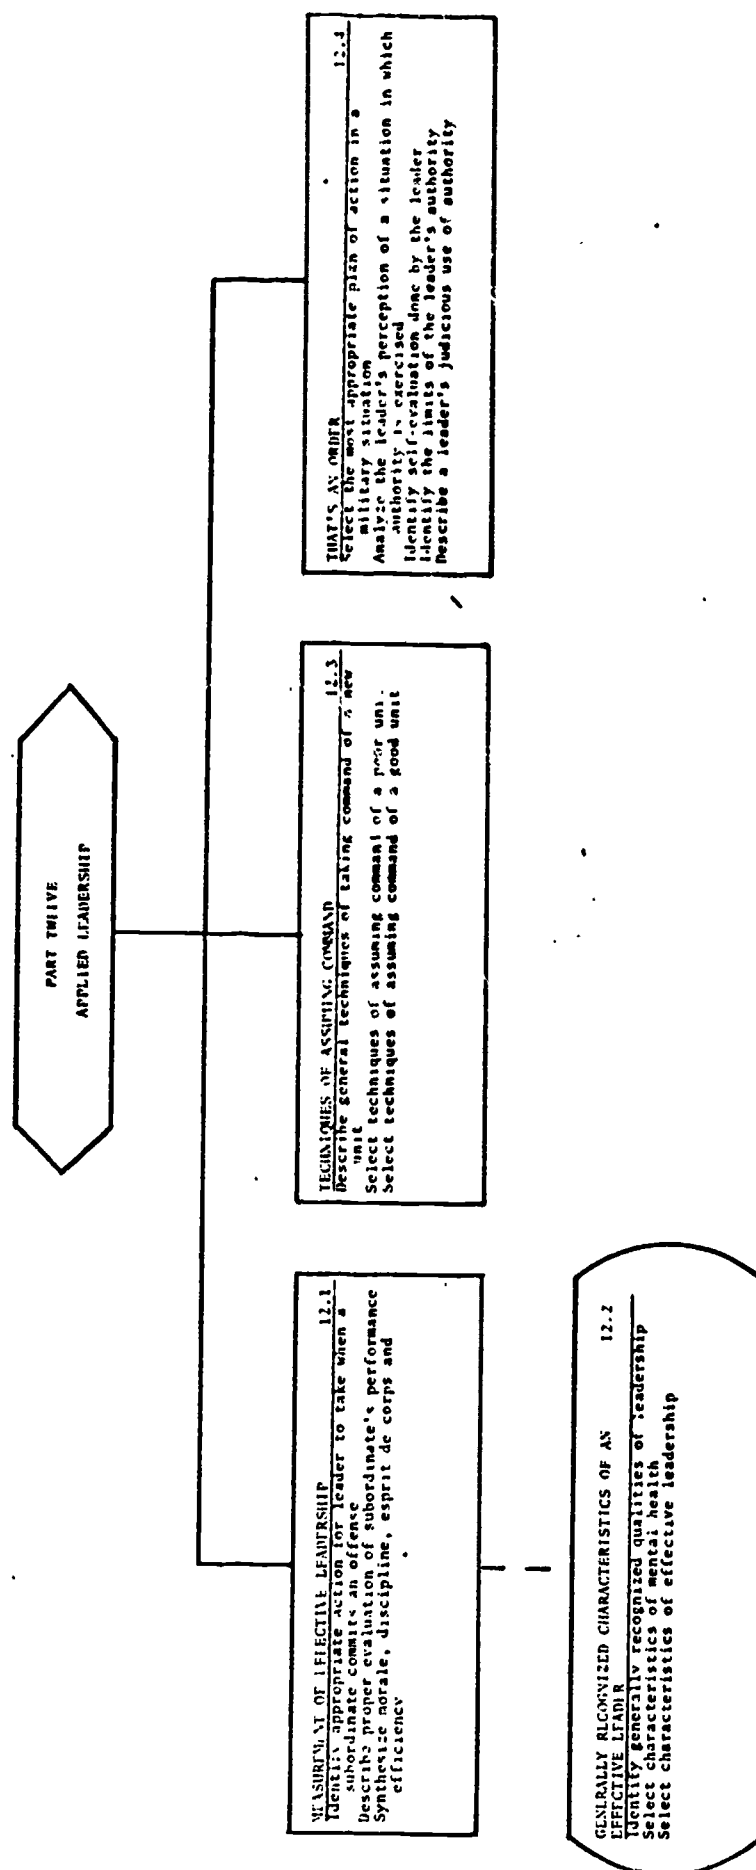 PART TWELVE
APPLIED LEADERSHIP
MEASUREMENT OF EFFECTIVE LEADERSHIP 12.1
Identify appropriate action for leader to take when a
subordinate commits an offense
Describe proper evaluation of subordinate's performance
Synthesize morale, discipline, esprit de corps and
efficiency
GENERALLY RECOGNIZED CHARACTERISTICS OF AN
EFFECTIVE LEADER 12.2
Identify generally recognized qualities of leadership
Select characteristics of mental health
Select characteristics of effective leadership
TECHNIQUES OF ASSUMING COMMAND 12.3
Describe general techniques of taking command of a new
unit
Select techniques of assuming command of a poor unit
Select techniques of assuming command of a good unit
THAT'S AN ORDER 12.4
Select the most appropriate plan of action in a
military situation
Analyze the leader's perception of a situation in which
authority is exercised
Identify self-evaluation done by the leader
Identify the limits of the leader's authority
Describe a leader's judicious use of authority